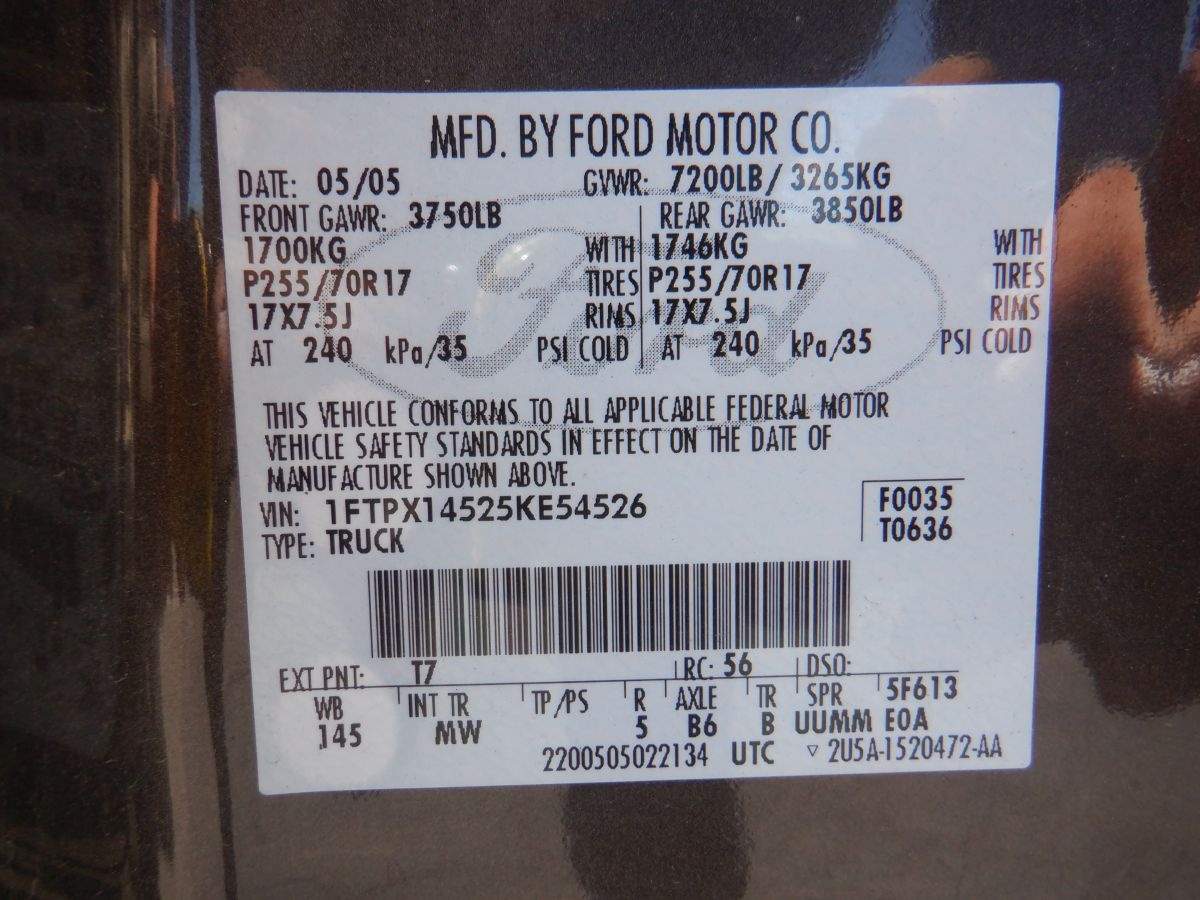 MFD. BY FORD MOTOR CO.
DATE: 05/05 GVWR: 7200LB/ 3265KG
FRONT GAWR: 3750LB REAR GAWR: 3850LB
1700KG WITH 1746KG WITH
P255/70R17 TIRES P255/70R17 TIRES
17X7.5J RIMS 17X7.5J RIMS
AT 240 kPa/35 PSI COLD AT 240 kPa/35 PSI COLD
Ford
THIS VEHICLE CONFORMS TO ALL APPLICABLE FEDERAL MOTOR
VEHICLE SAFETY STANDARDS IN EFFECT ON THE DATE OF
MANUFACTURE SHOWN ABOVE.
VIN: 1FTPX14525KE54526 F0035
TYPE: TRUCK T0636
EXT PNT: T7 RC: 56 DSO:
WB INT TR TP/PS R AXLE TR SPR 5F613
145 MW 5 B6 B UUMM EOA
2200505022134 UTC ▽ 2U5A-1520472-AA